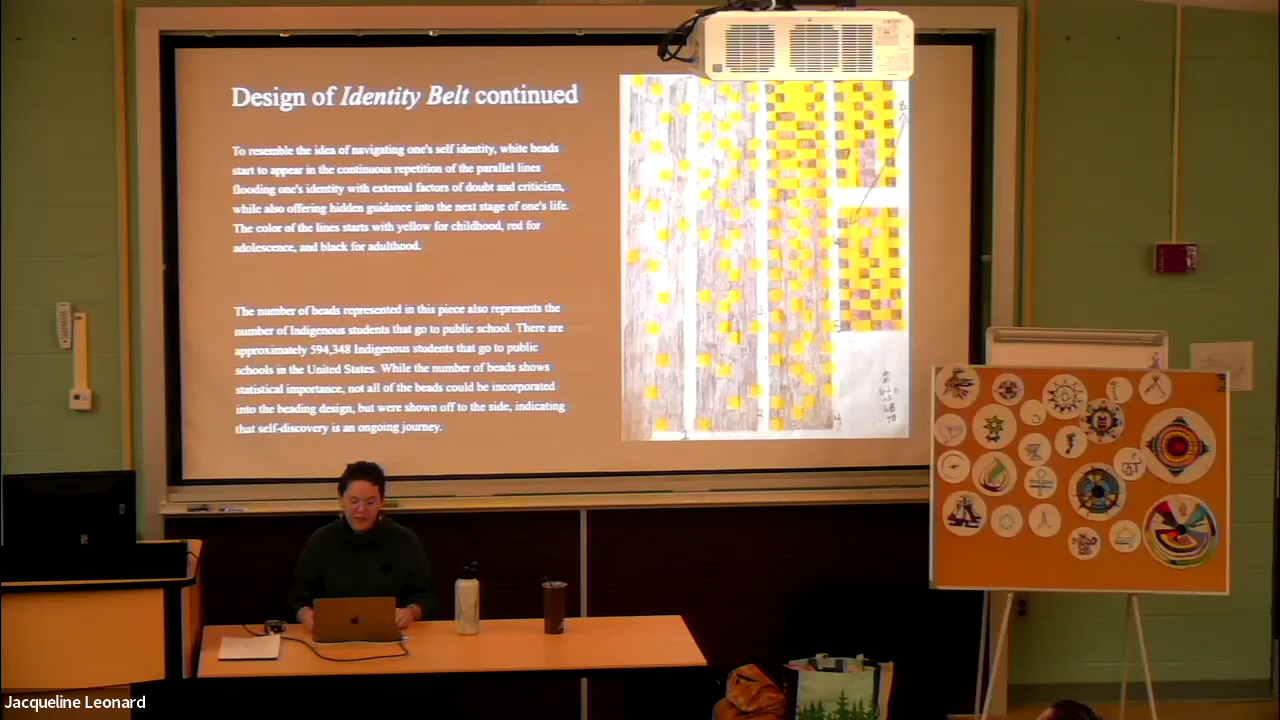 Design of Identity Belt continued
To resemble the idea of navigating one's self identity, white beads
start to appear in the continuous repetition of the parallel lines
flooding one's identity with external factors of doubt and criticism,
while also offering hidden guidance into the next stage of one's life.
The color of the lines starts with yellow for childhood, red for
adolescence, and black for adulthood.
The number of beads represented in this piece also represents the
number of Indigenous students that go to public school. There are
approximately 594,348 Indigenous students that go to public
schools in the United States. While the number of beads shows
statistical importance, not all of the beads could be incorporated
into the beading design, but were shown off to the side, indicating
that self-discovery is an ongoing journey.
Jacqueline Leonard